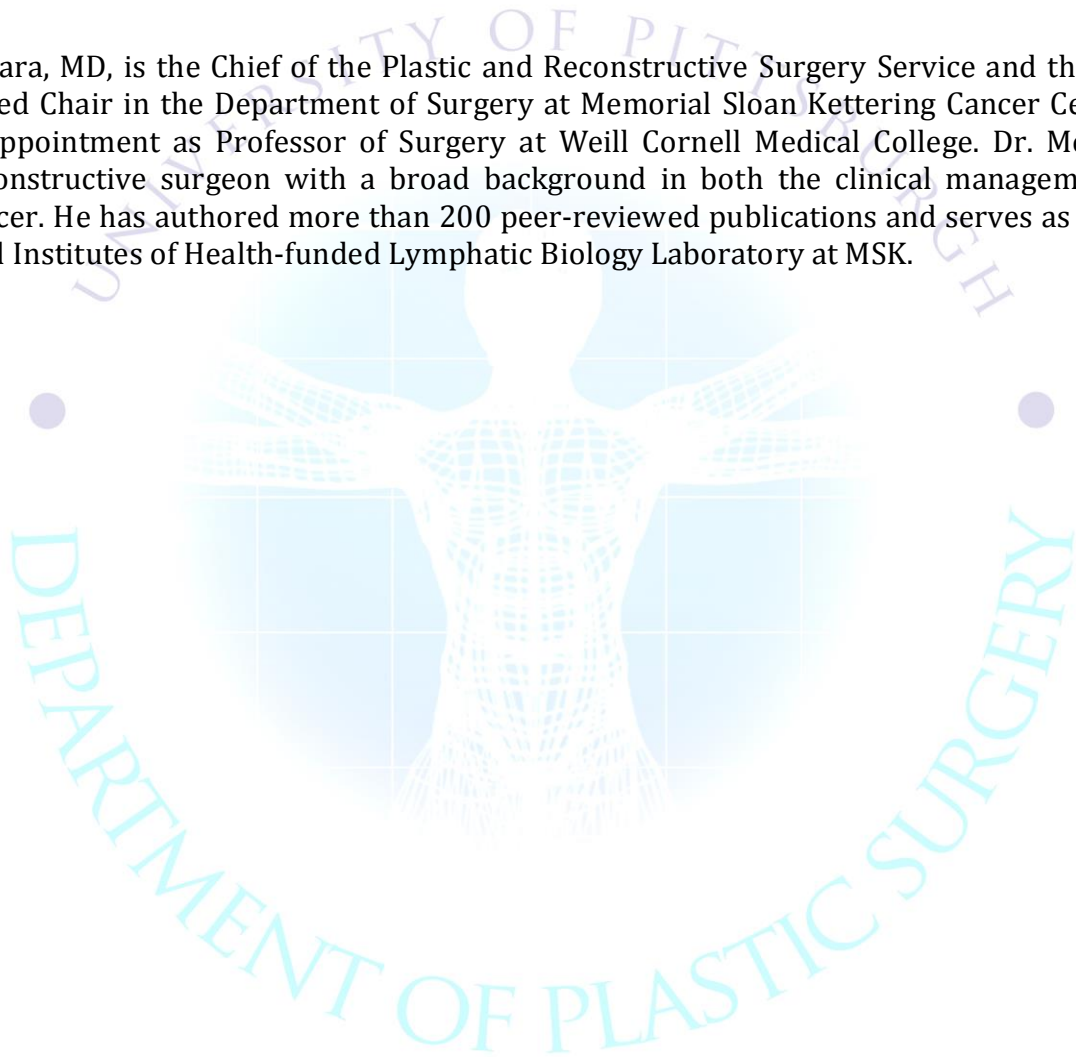 UNIVERSITY OF PITTSBURGH
ara, MD, is the Chief of the Plastic and Reconstructive Surgery Service and th
ed Chair in the Department of Surgery at Memorial Sloan Kettering Cancer Ce
ppointment as Professor of Surgery at Weill Cornell Medical College. Dr. Me
onstructive surgeon with a broad background in both the clinical managem
cer. He has authored more than 200 peer-reviewed publications and serves as
l Institutes of Health-funded Lymphatic Biology Laboratory at MSK.
DEPARTMENT OF PLASTIC SURGERY